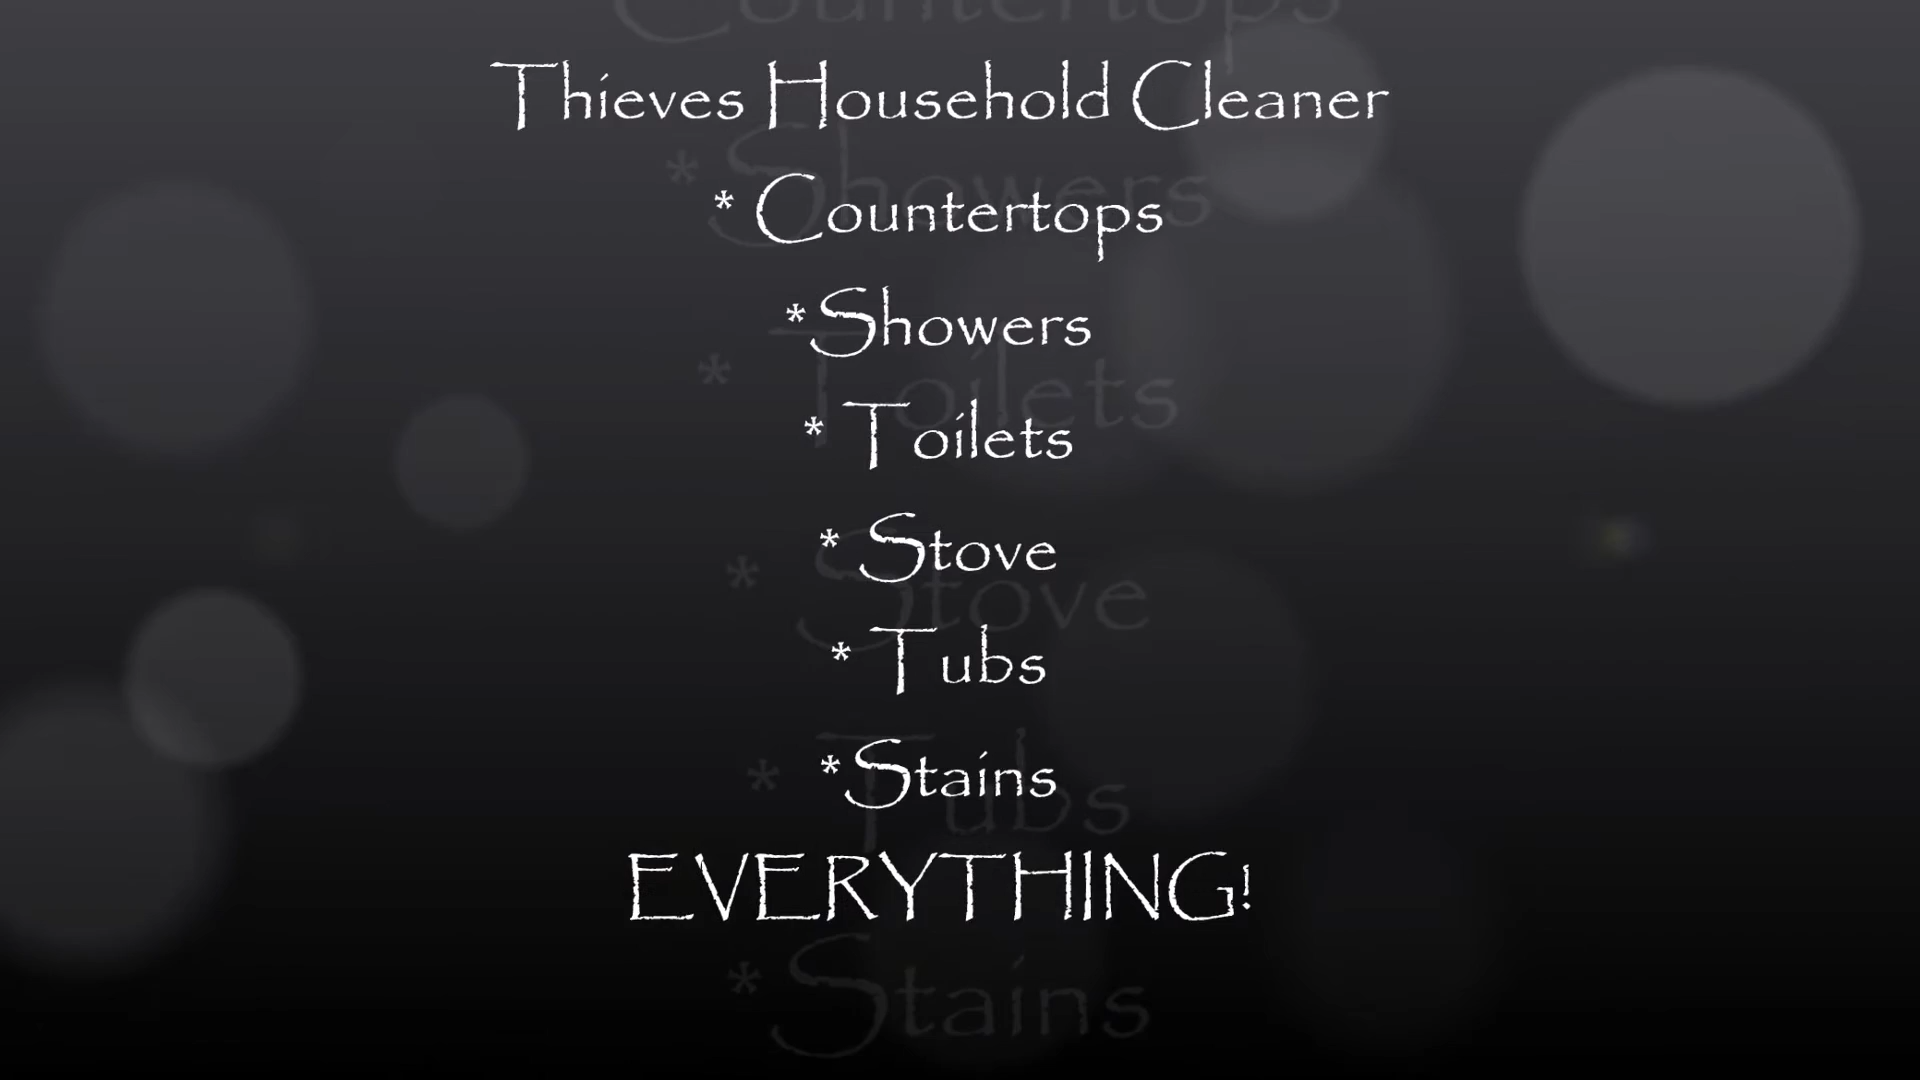 Thieves Household Cleaner
* Countertops
*Showers
* Toilets
* Stove
* Tubs
*Stains
EVERYTHING!